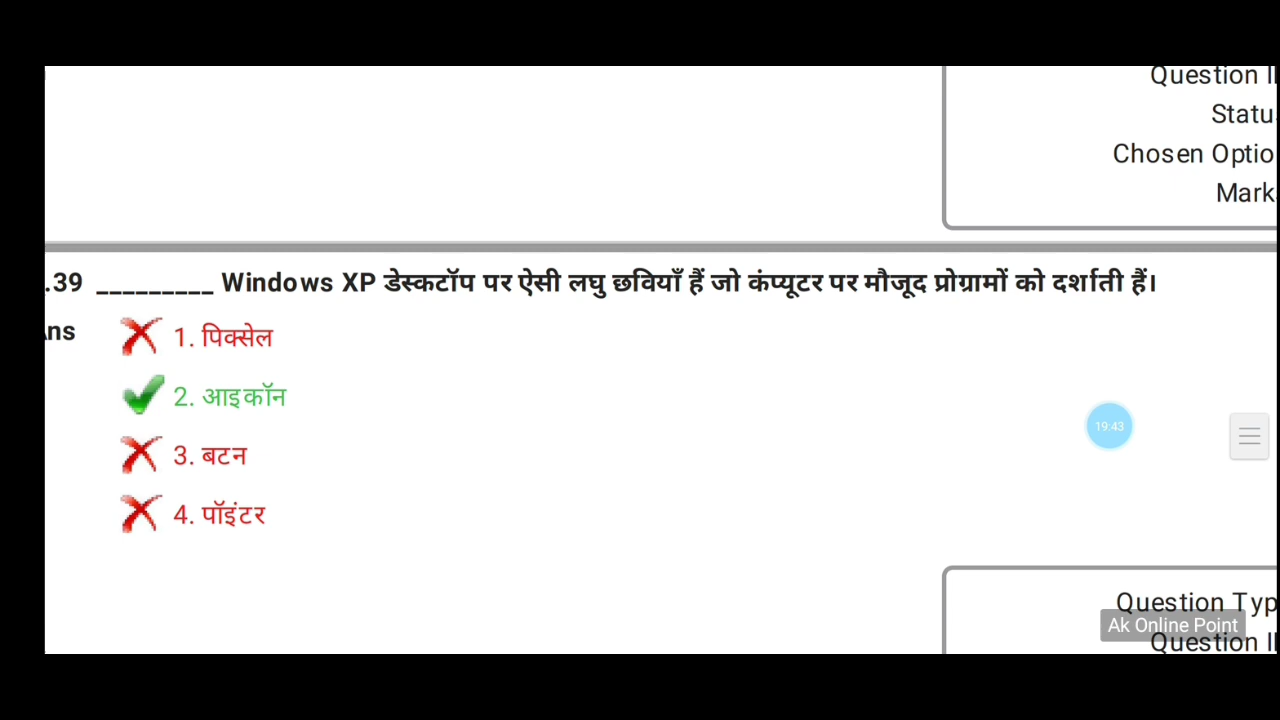 Question
Statu
Chosen Optio
Mark
.39 _________ Windows XP डेस्कटॉप पर ऐसी लघु छवियाँ हैं जो कंप्यूटर पर मौजूद प्रोग्रामों को दर्शाती हैं।
Ans
1. पिक्सेल
2. आइकॉन
3. बटन
4. पॉइंटर
19:43
Question Typ
Ak Online Point
Question I